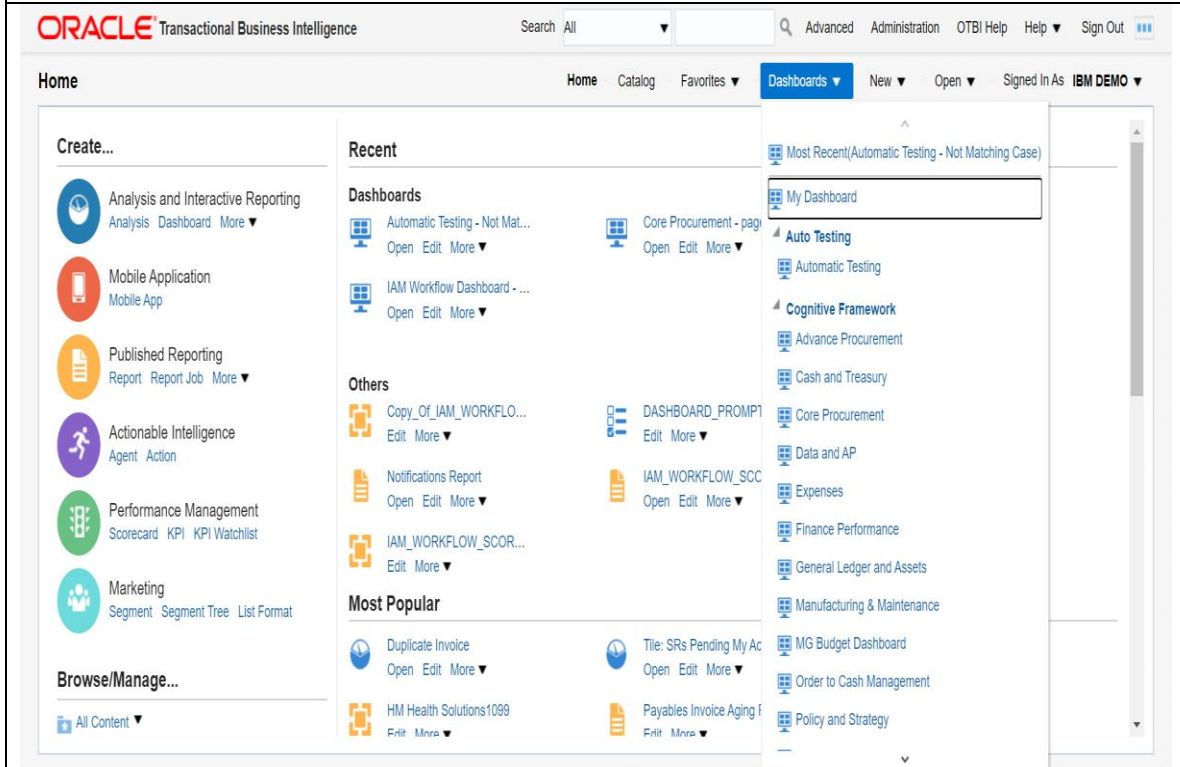 ORACLE Transactional Business Intelligence Search All Advanced Administration OTBI Help Help Sign Out
Home Home Catalog Favorites Dashboards New Open Signed In As IBM DEMO
Create...
Analysis and Interactive Reporting
Analysis Dashboard More
Mobile Application
Mobile App
Published Reporting
Report Report Job More
Actionable Intelligence
Agent Action
Performance Management
Scorecard KPI KPI Watchlist
Marketing
Segment Segment Tree List Format
Browse/Manage...
All Content
Recent
Dashboards
Automatic Testing - Not Mat...
Open Edit More
Core Procurement - pag
Open Edit More
IAM Workflow Dashboard - ...
Open Edit More
Others
Copy_Of_IAM_WORKFLO...
Edit More
DASHBOARD_PROMPT
Edit More
Notifications Report
Open Edit More
IAM_WORKFLOW_SCO
Open Edit More
IAM_WORKFLOW_SCOR...
Edit More
Most Popular
Duplicate Invoice
Open Edit More
Tile: SRs Pending My Ac
Open Edit More
HM Health Solutions1099
Edit More
Payables Invoice Aging
Edit More
Most Recent(Automatic Testing - Not Matching Case)
My Dashboard
Auto Testing
Automatic Testing
Cognitive Framework
Advance Procurement
Cash and Treasury
Core Procurement
Data and AP
Expenses
Finance Performance
General Ledger and Assets
Manufacturing & Maintenance
MG Budget Dashboard
Order to Cash Management
Policy and Strategy